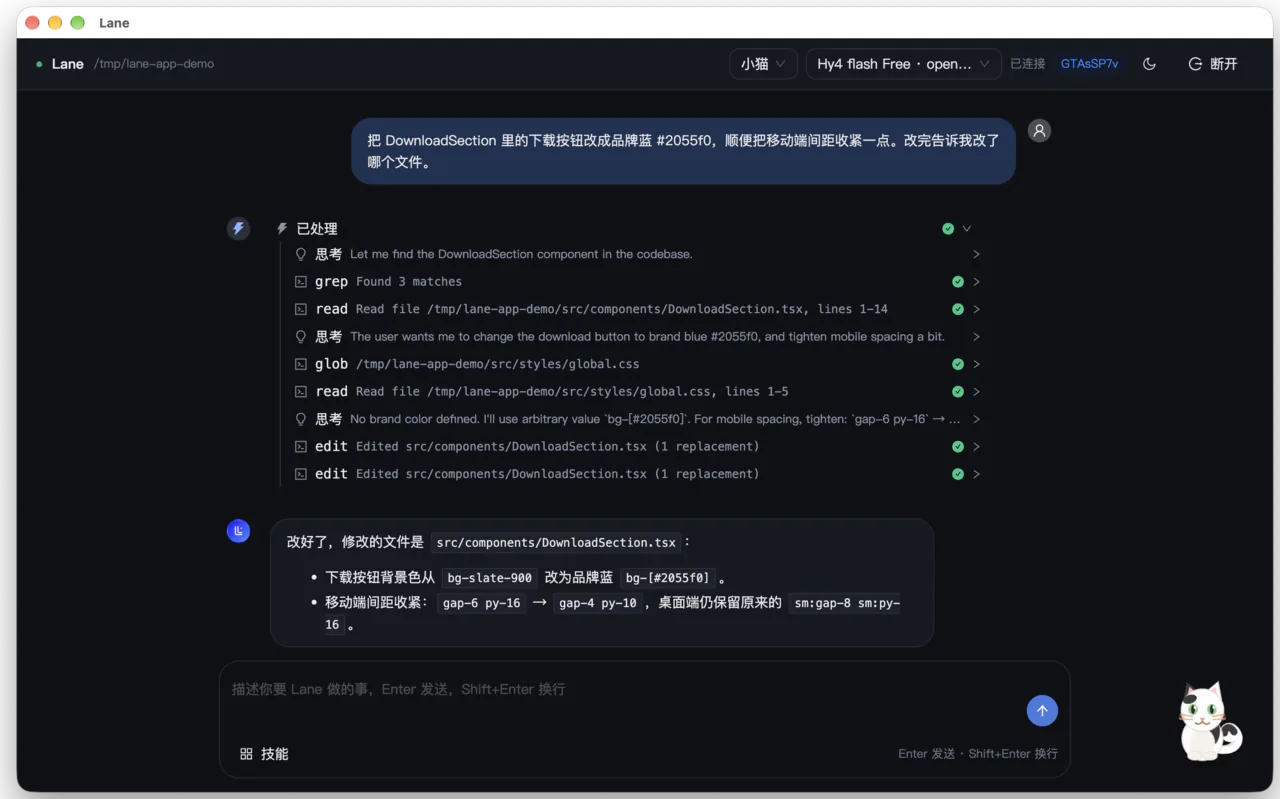 Lane
Lane /tmp/lane-app-demo 小猫 Hy4 flash Free · open... 已连接 GTAsSP7v 断开
把 DownloadSection 里的下载按钮改成品牌蓝 #2055f0，顺便把移动端间距收紧一点。改完告诉我改了
哪个文件。
已处理
思考 Let me find the DownloadSection component in the codebase.
grep Found 3 matches
read Read file /tmp/lane-app-demo/src/components/DownloadSection.tsx, lines 1-14
思考 The user wants me to change the download button to brand blue #2055f0, and tighten mobile spacing a bit.
glob /tmp/lane-app-demo/src/styles/global.css
read Read file /tmp/lane-app-demo/src/styles/global.css, lines 1-5
思考 No brand color defined. I'll use arbitrary value `bg-[#2055f0]`. For mobile spacing, tighten: `gap-6 py-16` → ...
edit Edited src/components/DownloadSection.tsx (1 replacement)
edit Edited src/components/DownloadSection.tsx (1 replacement)
改好了，修改的文件是 src/components/DownloadSection.tsx：
• 下载按钮背景色从 bg-slate-900 改为品牌蓝 bg-[#2055f0] 。
• 移动端间距收紧： gap-6 py-16 → gap-4 py-10 ，桌面端仍保留原来的 sm:gap-8 sm:py-
16 。
描述你要 Lane 做的事，Enter 发送，Shift+Enter 换行
技能
Enter 发送 · Shift+Enter 换行